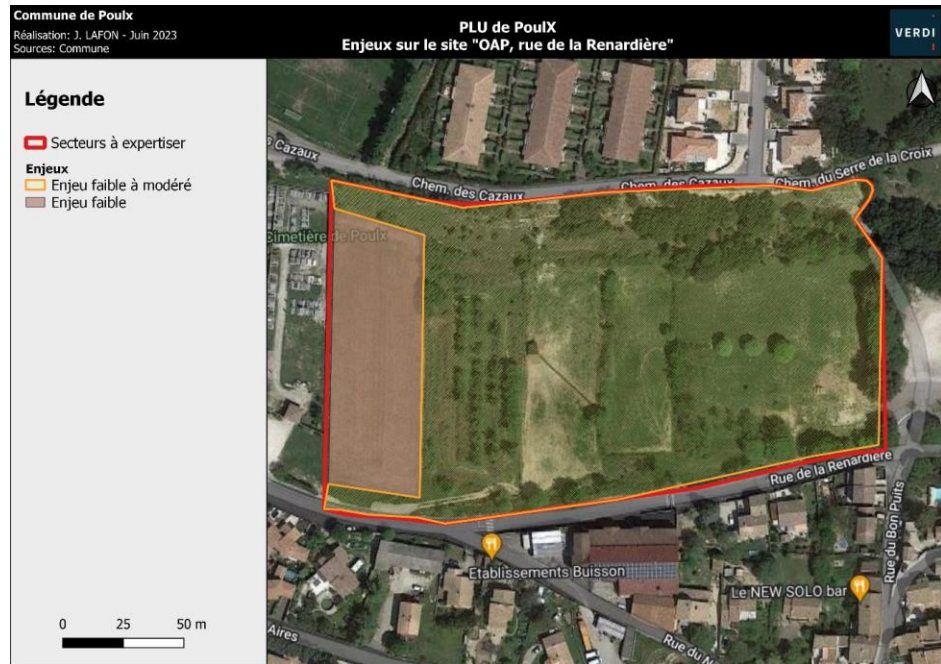 Commune de Poulx
Réalisation: J. LAFON - Juin 2023
Sources: Commune
PLU de PoulX
Enjeux sur le site "OAP, rue de la Renardière"
VERDI
Légende
Secteurs à expertiser
Enjeux
Enjeu faible à modéré
Enjeu faible
0 25 50 m
es Cazaux
Chem. des Cazaux
Chem. des Cazaux
Chem. du Serre de la Croix
Cimetière de Poulx
Rue de la Renardière
Rue du Bon Puits
Etablissements Buisson
Le NEW SOLO bar
Aires
Rue du